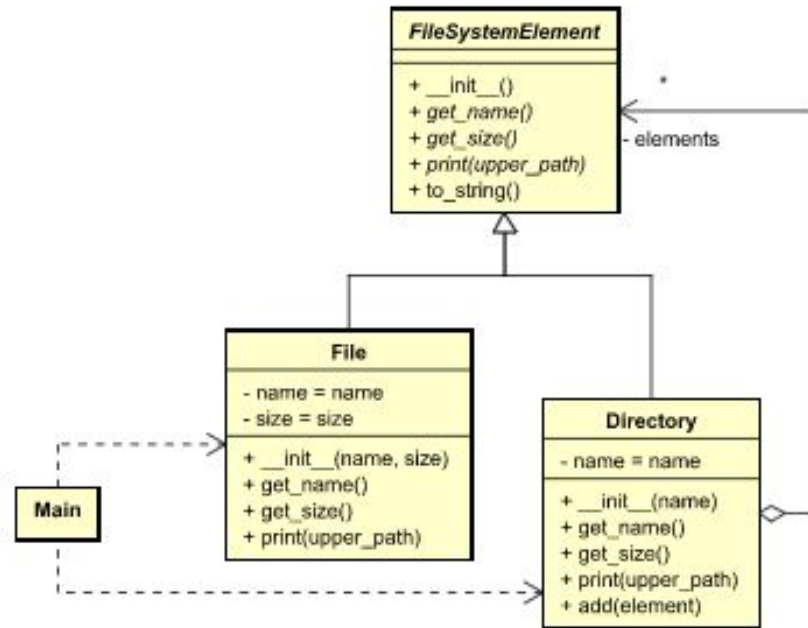 FileSystemElement
+ __init__()
+ get_name()
+ get_size()
+ print(upper_path)
+ to_string()
*
- elements
File
- name = name
- size = size
+ __init__(name, size)
+ get_name()
+ get_size()
+ print(upper_path)
Directory
- name = name
+ __init__(name)
+ get_name()
+ get_size()
+ print(upper_path)
+ add(element)
Main